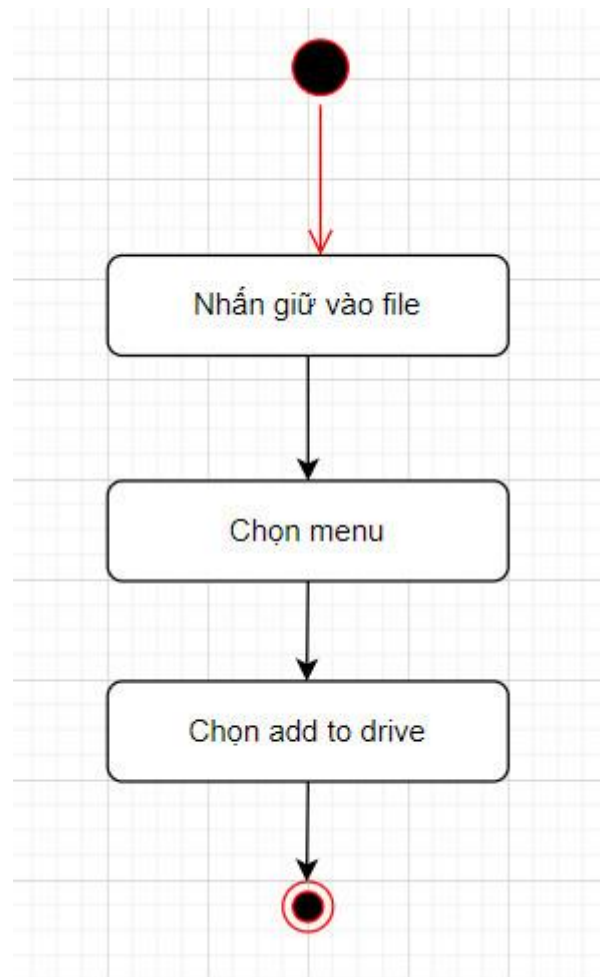 Nhấn giữ vào file
Chọn menu
Chọn add to drive